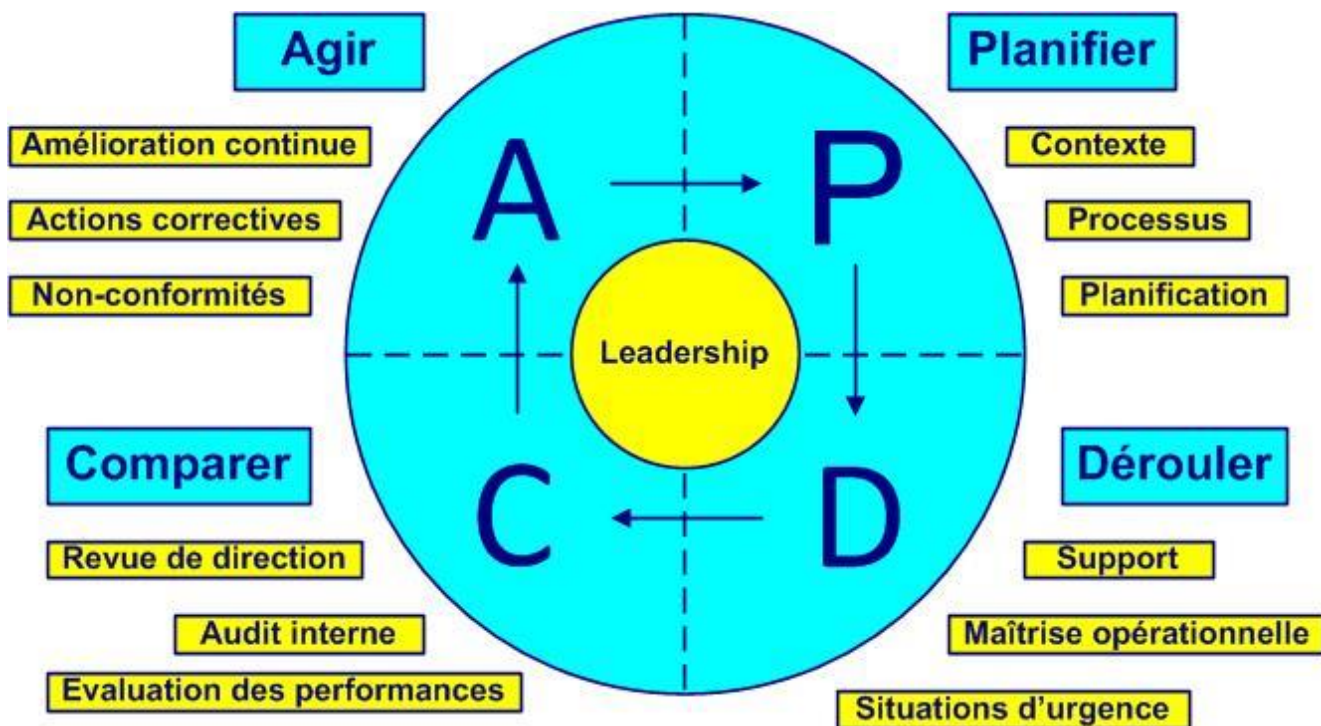 Agir
Planifier
Amélioration continue
Contexte
Actions correctives
Processus
Non-conformités
Planification
A
P
Leadership
Comparer
Dérouler
C
D
Revue de direction
Support
Audit interne
Maîtrise opérationnelle
Evaluation des performances
Situations d'urgence